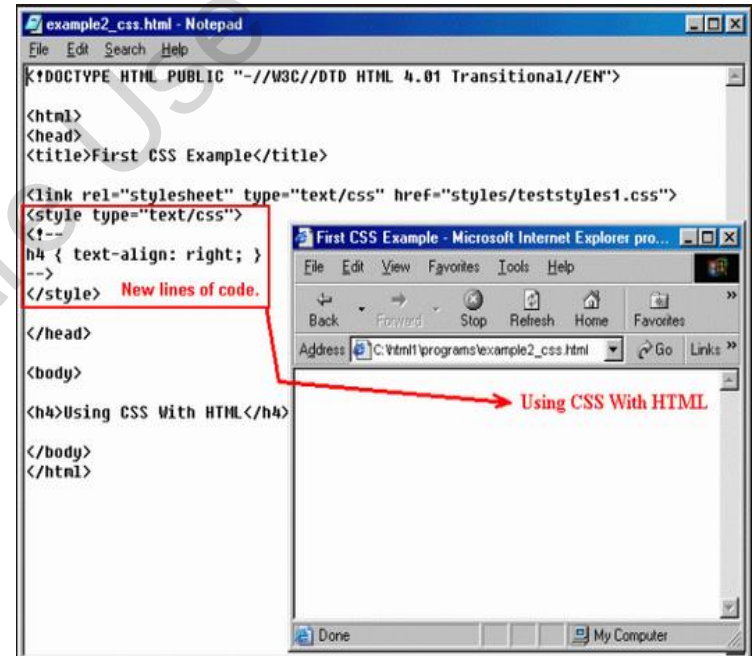 example2_css.html - Notepad
File Edit Search Help
<!DOCTYPE HTML PUBLIC "-//W3C//DTD HTML 4.01 Transitional//EN">
<html>
<head>
<title>First CSS Example</title>
<link rel="stylesheet" type="text/css" href="styles/teststyles1.css">
<style type="text/css">
<!--
h4 { text-align: right; }
-->
</style> New lines of code.
</head>
<body>
<h4>Using CSS With HTML</h4>
</body>
</html>
First CSS Example - Microsoft Internet Explorer pro...
File Edit View Favorites Tools Help
Back Forward Stop Refresh Home Favorites »
Address C:\html1\programs\example2_css.html Go Links »
Using CSS With HTML
Done My Computer
Use